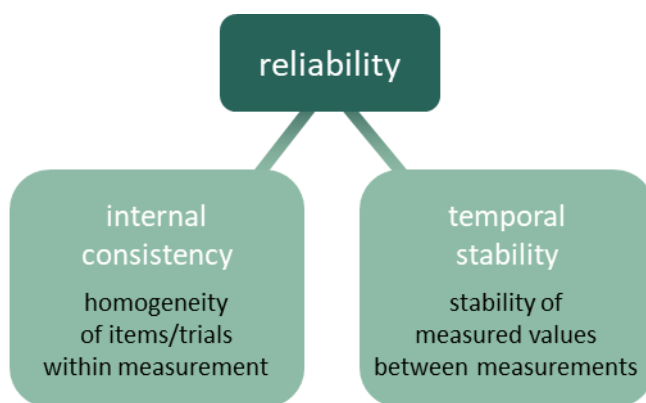 reliability
internal
consistency
homogeneity
of items/trials
within measurement
temporal
stability
stability of
measured values
between measurements